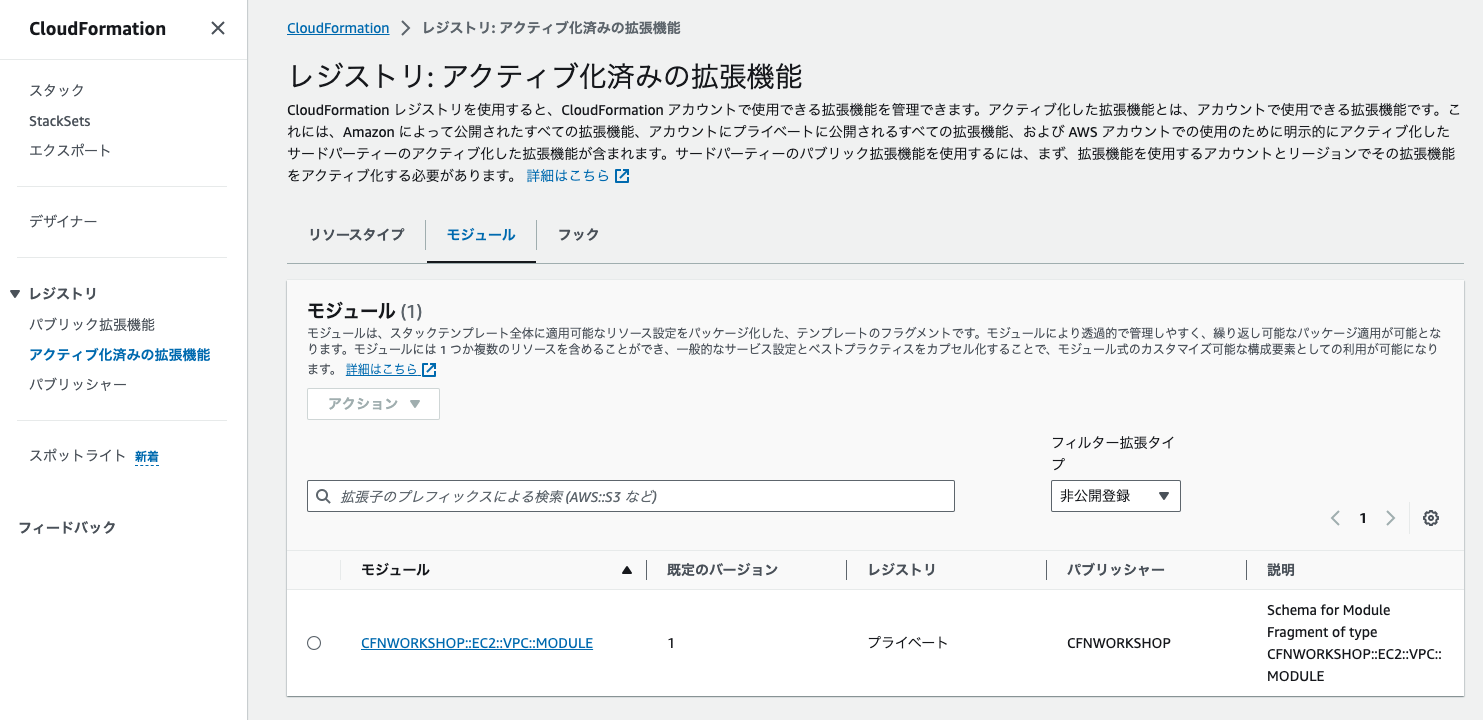 CloudFormation
スタック
StackSets
エクスポート
デザイナー
レジストリ
パブリック拡張機能
アクティブ化済みの拡張機能
パブリッシャー
スポットライト 新着
フィードバック
CloudFormation レジストリ: アクティブ化済みの拡張機能
レジストリ: アクティブ化済みの拡張機能
CloudFormation レジストリを使用すると、CloudFormation アカウントで使用できる拡張機能を管理できます。アクティブ化した拡張機能とは、アカウントで使用できる拡張機能です。こ
れには、Amazon によって公開されたすべての拡張機能、アカウントにプライベートに公開されるすべての拡張機能、および AWS アカウントでの使用のために明示的にアクティブ化した
サードパーティーのアクティブ化した拡張機能が含まれます。サードパーティーのパブリック拡張機能を使用するには、まず、拡張機能を使用するアカウントとリージョンでその拡張機能
をアクティブ化する必要があります。 詳細はこちら
リソースタイプ モジュール フック
モジュール (1)
モジュールは、スタックテンプレート全体に適用可能なリソース設定をパッケージ化した、テンプレートのフラグメントです。モジュールにより透過的で管理しやすく、繰り返し可能なパッケージ適用が可能とな
ります。モジュールには 1 つか複数のリソースを含めることができ、一般的なサービス設定とベストプラクティスをカプセル化することで、モジュール式のカスタマイズ可能な構成要素としての利用が可能になり
ます。 詳細はこちら
アクション
フィルター拡張タイ
プ
拡張子のプレフィックスによる検索 (AWS::S3 など)
非公開登録
1
モジュール 既定のバージョン レジストリ パブリッシャー 説明
CFNWORKSHOP::EC2::VPC::MODULE 1 プライベート CFNWORKSHOP
Schema for Module
Fragment of type
CFNWORKSHOP::EC2::VPC::
MODULE